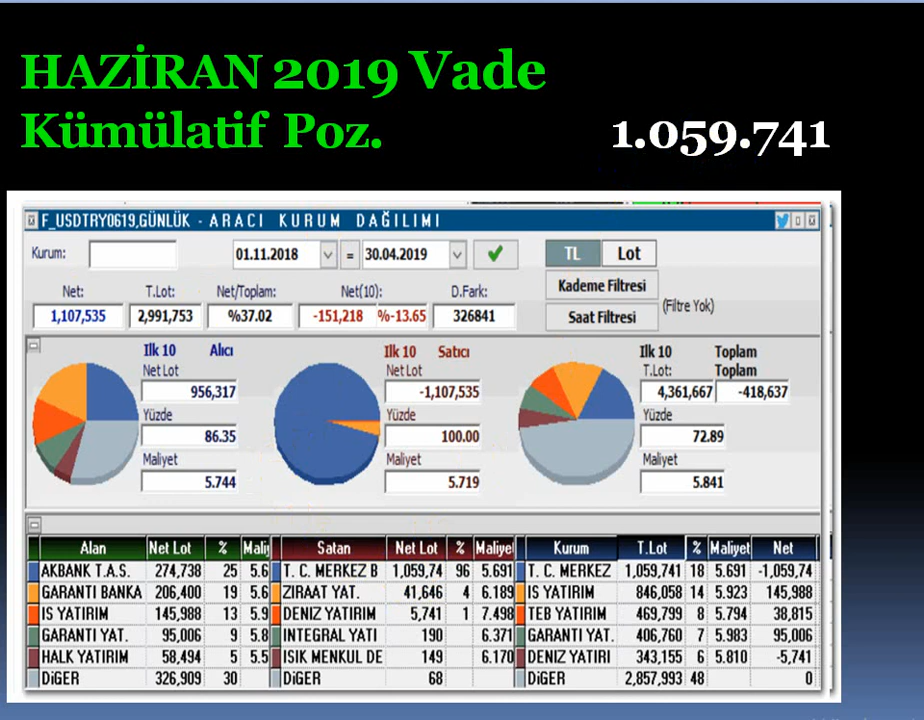 HAZİRAN 2019 Vade
Kümülatif Poz. 1.059.741
F_USDTRY0619,GÜNLÜK - ARACI KURUM DAĞILIMI
Kurum: 01.11.2018 = 30.04.2019 TL Lot
Net: T.Lot: Net/Toplam: Net(10): D.Fark: Kademe Filtresi
1,107,535 2,991,753 %37.02 -151,218 %-13.65 326841 Saat Filtresi (Filtre Yok)
İlk 10 Alıcı İlk 10 Satıcı İlk 10 Toplam
Net Lot Net Lot T.Lot: Toplam
956,317 -1,107,535 4,361,667 -418,637
Yüzde Yüzde Yüzde
86.35 100.00 72.89
Maliyet Maliyet Maliyet
5.744 5.719 5.841
Alan Net Lot % Maliy Satan Net Lot % Maliyet Kurum T.Lot % Maliyet Net
AKBANK T.A.S. 274,738 25 5.6 T. C. MERKEZ B 1,059,74 96 5.691 T. C. MERKEZ 1,059,741 18 5.691 -1,059,74
GARANTI BANKA 206,400 19 5.6 ZIRAAT YAT. 41,646 4 6.189 IS YATIRIM 846,058 14 5.923 145,988
IS YATIRIM 145,988 13 5.9 DENIZ YATIRIM 5,741 1 7.498 TEB YATIRIM 469,799 8 5.794 38,815
GARANTI YAT. 95,006 9 5.8 INTEGRAL YATI 190 6.371 GARANTI YAT. 406,760 7 5.983 95,006
HALK YATIRIM 58,494 5 5.5 ISIK MENKUL DE 149 6.170 DENIZ YATIRI 343,155 6 5.810 -5,741
DiGER 326,909 30 DiGER 68 DiGER 2,857,993 48 0